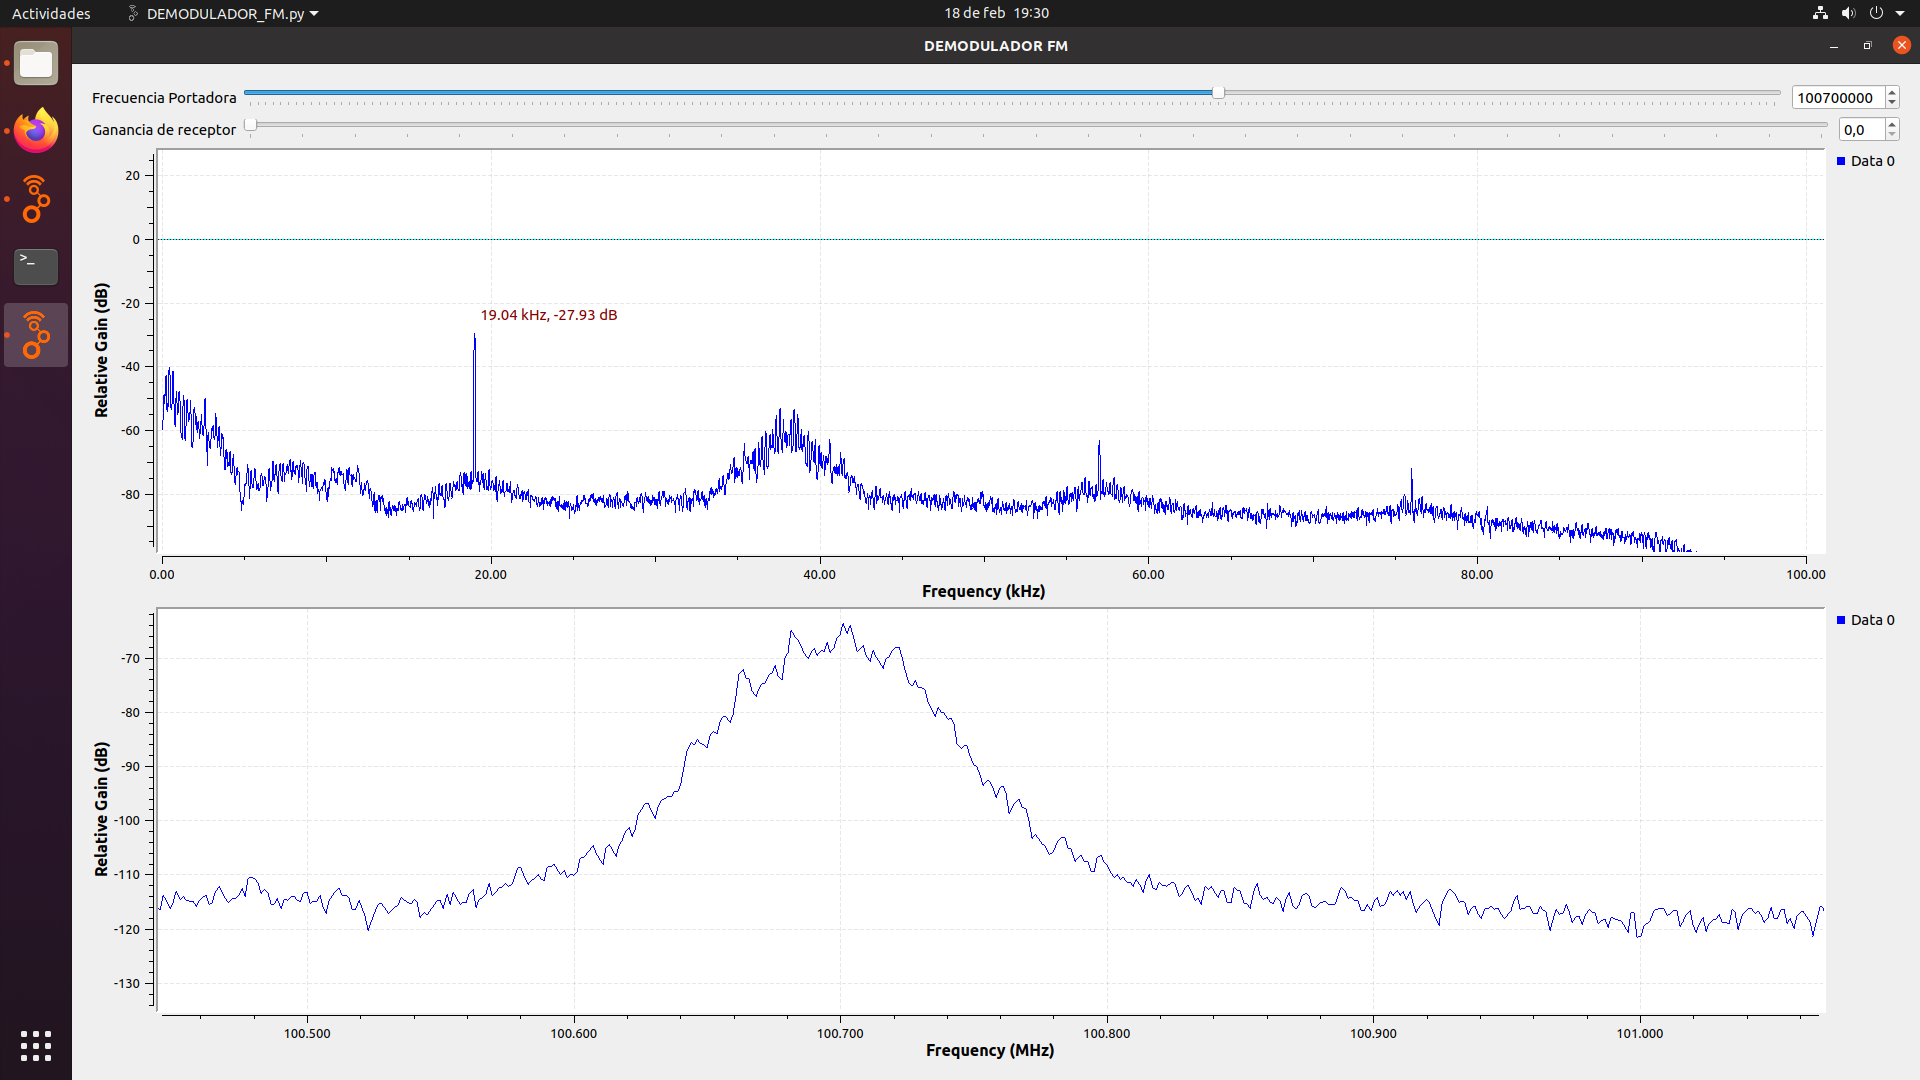 Actividades DEMODULADOR_FM.py 18 de feb 19:30
DEMODULADOR FM
Frecuencia Portadora 100700000
Ganancia de receptor 0,0
Data 0
20
0
-20
-40
-60
-80
Relative Gain (dB)
19.04 kHz, -27.93 dB
0.00 20.00 40.00 60.00 80.00 100.00
Frequency (kHz)
Data 0
-70
-80
-90
-100
-110
-120
-130
Relative Gain (dB)
100.500 100.600 100.700 100.800 100.900 101.000
Frequency (MHz)